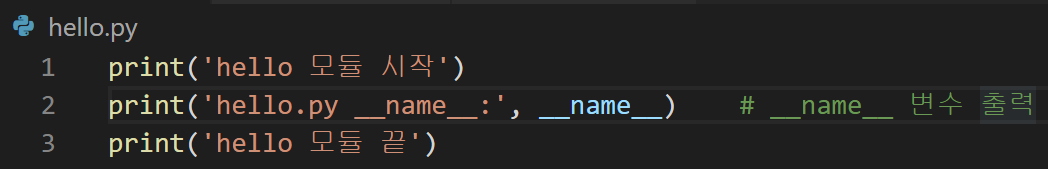 hello.py
1 print('hello 모듈 시작')
2 print('hello.py __name__:', __name__)    # __name__ 변수 출력
3 print('hello 모듈 끝')